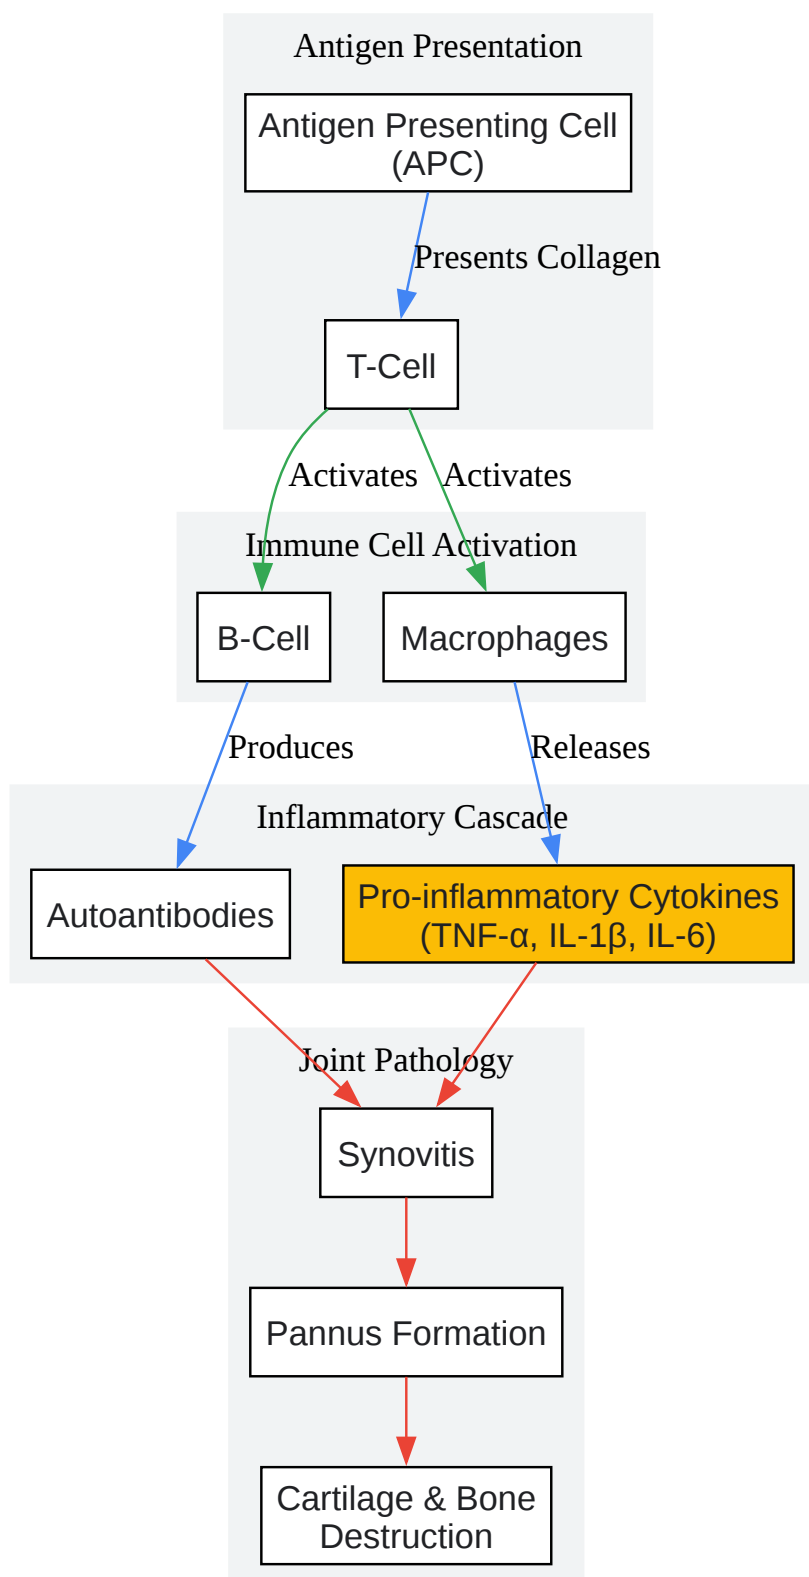 Antigen Presentation
Antigen Presenting Cell
(APC)
Presents Collagen
T-Cell
Activates
Activates
Immune Cell Activation
B-Cell
Macrophages
Produces
Releases
Inflammatory Cascade
Autoantibodies
Pro-inflammatory Cytokines
(TNF-α, IL-1β, IL-6)
Joint Pathology
Synovitis
Pannus Formation
Cartilage & Bone
Destruction